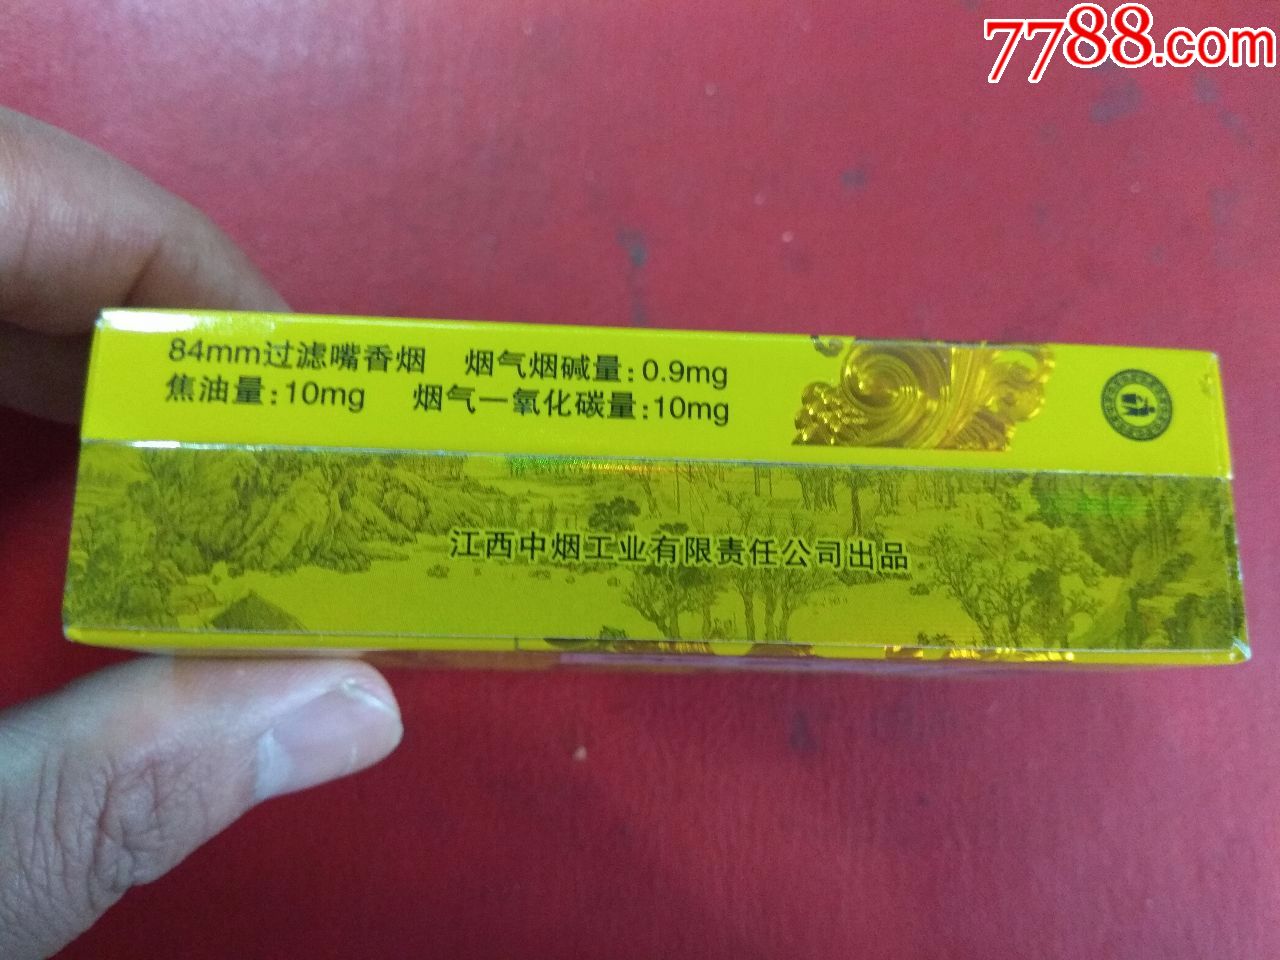 7788.com
84mm过滤嘴香烟 烟气烟碱量:0.9mg
焦油量:10mg 烟气一氧化碳量:10mg
江西中烟工业有限责任公司出品